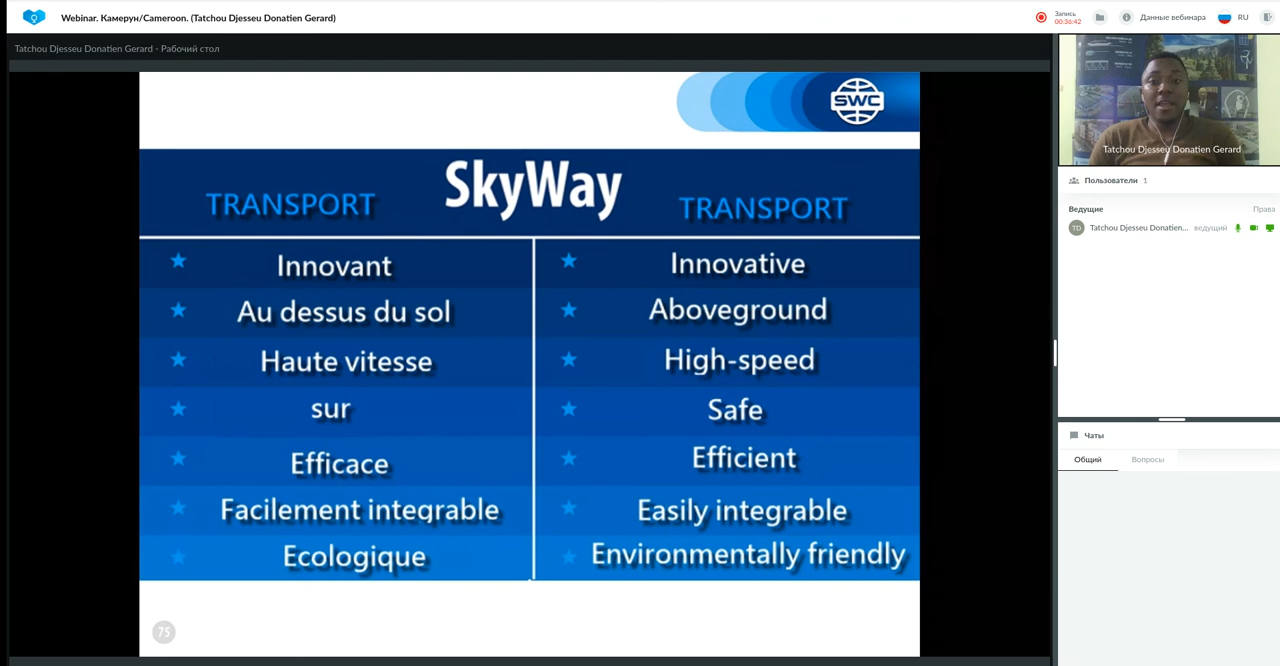 Webinar. Камерун/Cameroon. (Tatchou Djesseu Donatien Gerard)
Запись
00:36:42
Данные вебинара
RU
Tatchou Djesseu Donatien Gerard - Рабочий стол
SWC
TRANSPORT
SkyWay
TRANSPORT
Innovant
Innovative
Au dessus du sol
Aboveground
Haute vitesse
High-speed
sur
Safe
Efficace
Efficient
Facilement integrable
Easily integrable
Ecologique
Environmentally friendly
75
Tatchou Djesseu Donatien Gerard
Пользователи 1
Ведущие
Права
TD
Tatchou Djesseu Donatien...
ведущий
Чаты
Общий
Вопросы